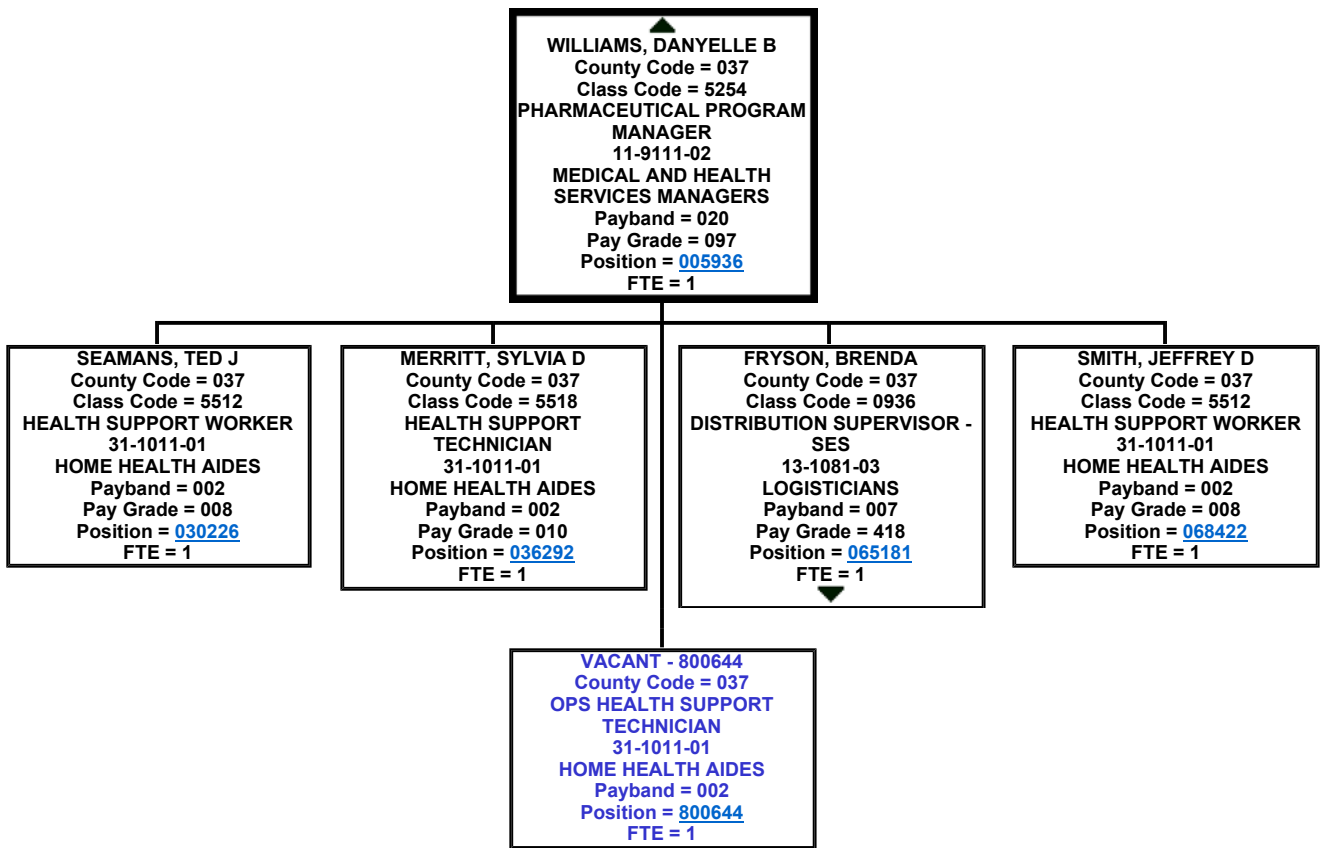 WILLIAMS, DANYELLE B
County Code = 037
Class Code = 5254
PHARMACEUTICAL PROGRAM
MANAGER
11-9111-02
MEDICAL AND HEALTH
SERVICES MANAGERS
Payband = 020
Pay Grade = 097
Position = 005936
FTE = 1
SEAMANS, TED J
County Code = 037
Class Code = 5512
HEALTH SUPPORT WORKER
31-1011-01
HOME HEALTH AIDES
Payband = 002
Pay Grade = 008
Position = 030226
FTE = 1
MERRITT, SYLVIA D
County Code = 037
Class Code = 5518
HEALTH SUPPORT
TECHNICIAN
31-1011-01
HOME HEALTH AIDES
Payband = 002
Pay Grade = 010
Position = 036292
FTE = 1
FRYSON, BRENDA
County Code = 037
Class Code = 0936
DISTRIBUTION SUPERVISOR -
SES
13-1081-03
LOGISTICIANS
Payband = 007
Pay Grade = 418
Position = 065181
FTE = 1
SMITH, JEFFREY D
County Code = 037
Class Code = 5512
HEALTH SUPPORT WORKER
31-1011-01
HOME HEALTH AIDES
Payband = 002
Pay Grade = 008
Position = 068422
FTE = 1
VACANT - 800644
County Code = 037
OPS HEALTH SUPPORT
TECHNICIAN
31-1011-01
HOME HEALTH AIDES
Payband = 002
Position = 800644
FTE = 1